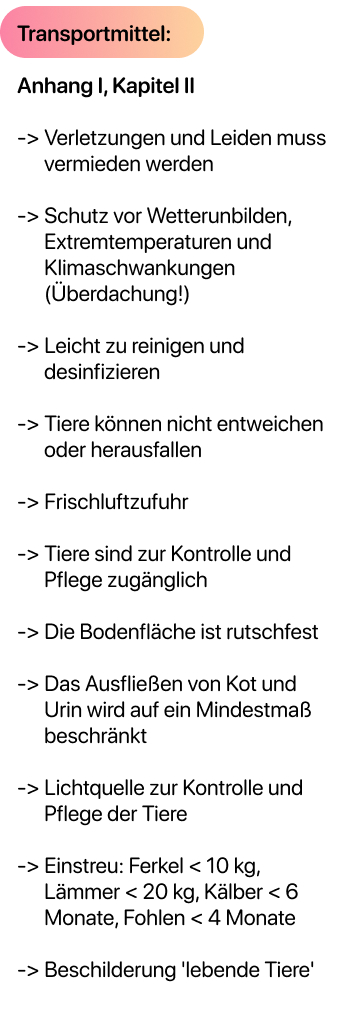 Transportmittel:
Anhang I, Kapitel II
-> Verletzungen und Leiden muss
vermieden werden
-> Schutz vor Wetterunbilden,
Extremtemperaturen und
Klimaschwankungen
(Überdachung!)
-> Leicht zu reinigen und
desinfizieren
-> Tiere können nicht entweichen
oder herausfallen
-> Frischluftzufuhr
-> Tiere sind zur Kontrolle und
Pflege zugänglich
-> Die Bodenfläche ist rutschfest
-> Das Ausfließen von Kot und
Urin wird auf ein Mindestmaß
beschränkt
-> Lichtquelle zur Kontrolle und
Pflege der Tiere
-> Einstreu: Ferkel < 10 kg,
Lämmer < 20 kg, Kälber < 6
Monate, Fohlen < 4 Monate
-> Beschilderung 'lebende Tiere'